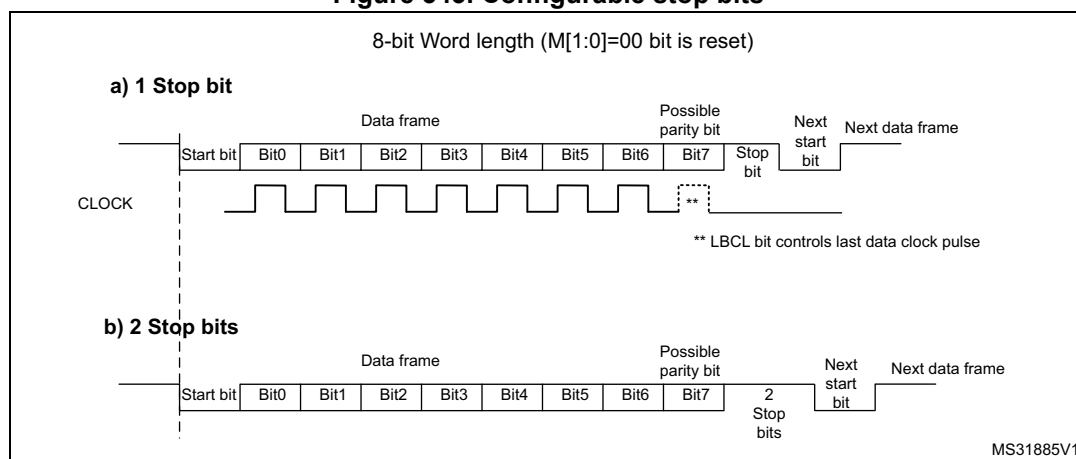 8-bit Word length (M[1:0]=00 bit is reset)
a) 1 Stop bit
Data frame
Possible
parity bit
Next
start
bit
Next data frame
Start bit Bit0 Bit1 Bit2 Bit3 Bit4 Bit5 Bit6 Bit7 Stop
bit
CLOCK
**
** LBCL bit controls last data clock pulse
b) 2 Stop bits
Data frame
Possible
parity bit
Next
start
bit
Next data frame
Start bit Bit0 Bit1 Bit2 Bit3 Bit4 Bit5 Bit6 Bit7 2
Stop
bits
MS31885V1